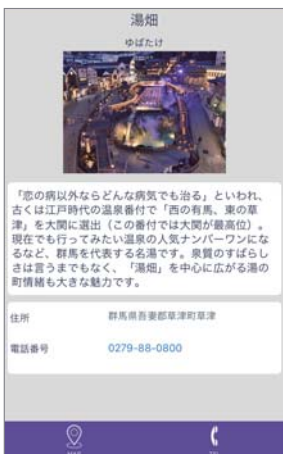 湯畑
ゆばたけ
「恋の病以外ならどんな病気でも治る」といわれ、
古くは江戸時代の温泉番付で「西の有馬、東の草
津」を大関に選出（この番付では大関が最高位）。
現在でも行ってみたい温泉の人気ナンバーワンにな
るなど、群馬を代表する名湯です。泉質のすばらし
さは言うまでもなく、「湯畑」を中心に広がる湯の
町情緒も大きな魅力です。
住所 群馬県吾妻郡草津町草津
電話番号 0279-88-0800